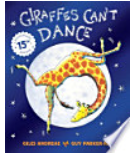 GIRAFFES CAN'T
DANCE
15TH
GILES ANDREAE GUY PARKER-REES